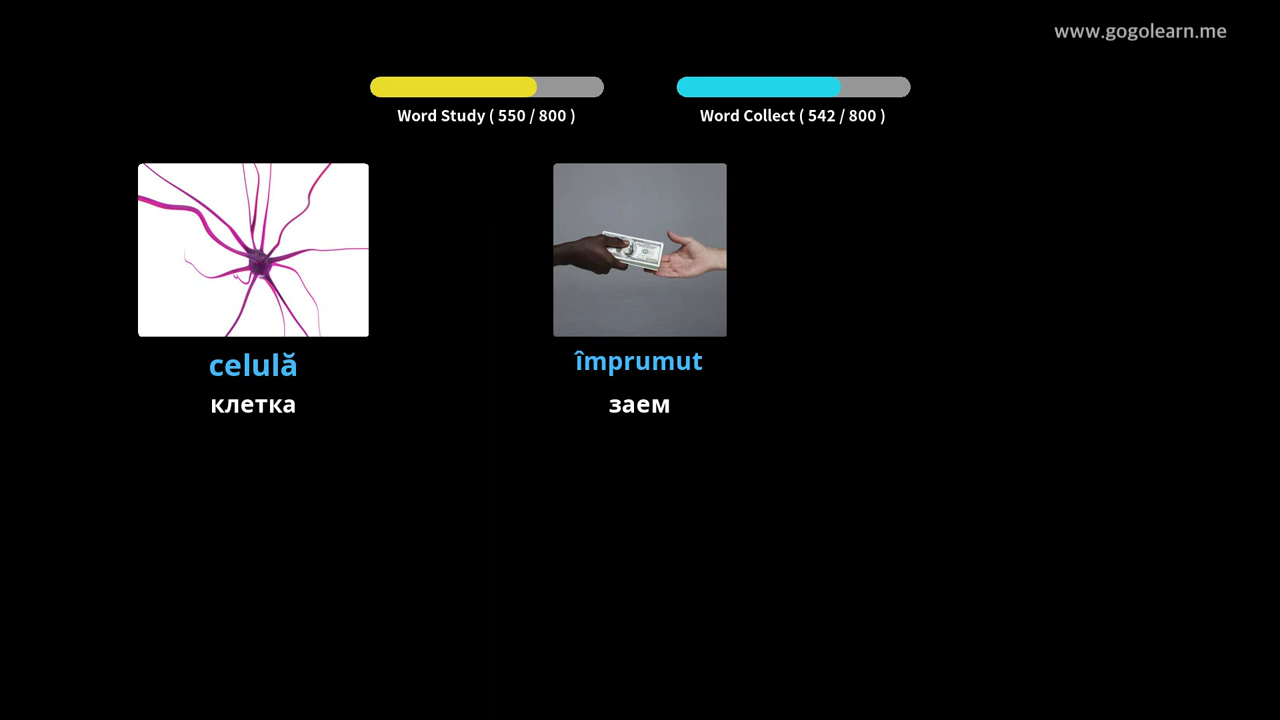 www.gogolearn.me
Word Study ( 550 / 800 )
Word Collect ( 542 / 800 )
celulă
клетка
împrumut
заем